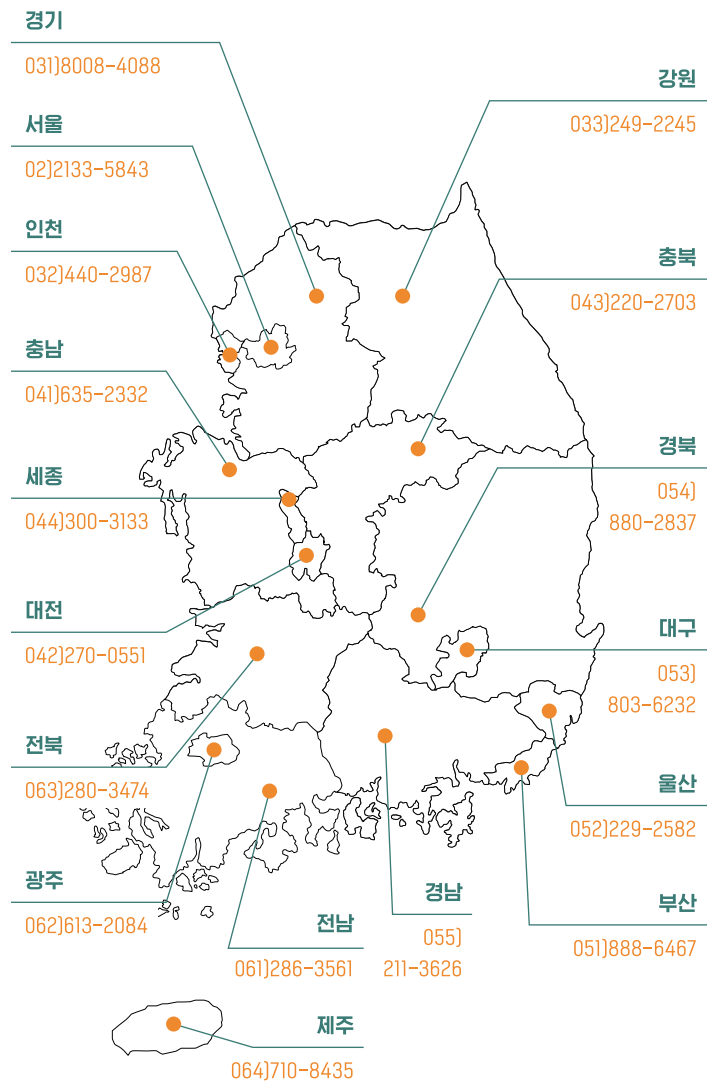 경기
031)8008-4088
서울
02)2133-5843
인천
032)440-2987
충남
041)635-2332
세종
044)300-3133
대전
042)270-0551
전북
063)280-3474
광주
062)613-2084
강원
033)249-2245
충북
043)220-2703
경북
054)
880-2837
대구
053)
803-6232
울산
052)229-2582
부산
051)888-6467
경남
055)
211-3626
전남
061)286-3561
제주
064)710-8435